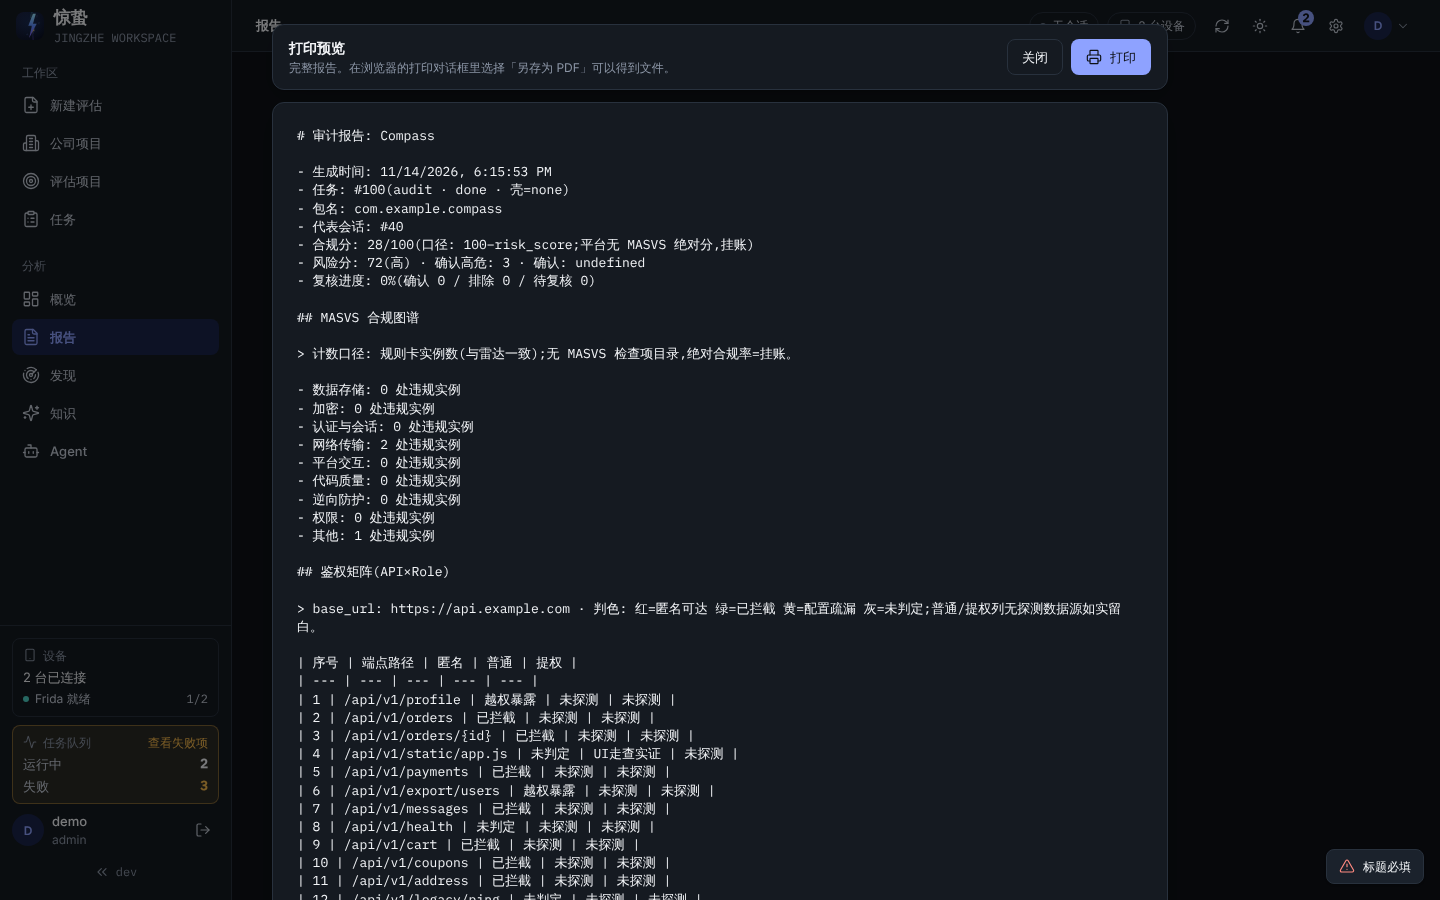 惊蛰
JINGZHE WORKSPACE
工作区
新建评估
公司项目
评估项目
任务
分析
概览
报告
发现
知识
Agent
设备
2 台已连接
Frida 就绪 1/2
任务队列 查看失败项
运行中 2
失败 3
D demo
admin
dev
报告
2
D
打印预览
完整报告。在浏览器的打印对话框里选择「另存为 PDF」可以得到文件。
关闭
打印
# 审计报告: Compass
- 生成时间: 11/14/2026, 6:15:53 PM
- 任务: #100(audit · done · 壳=none)
- 包名: com.example.compass
- 代表会话: #40
- 合规分: 28/100(口径: 100−risk_score;平台无 MASVS 绝对分,挂账)
- 风险分: 72(高) · 确认高危: 3 · 确认: undefined
- 复核进度: 0%(确认 0 / 排除 0 / 待复核 0)
## MASVS 合规图谱
> 计数口径: 规则卡实例数(与雷达一致);无 MASVS 检查项目录,绝对合规率=挂账。
- 数据存储: 0 处违规实例
- 加密: 0 处违规实例
- 认证与会话: 0 处违规实例
- 网络传输: 2 处违规实例
- 平台交互: 0 处违规实例
- 代码质量: 0 处违规实例
- 逆向防护: 0 处违规实例
- 权限: 0 处违规实例
- 其他: 1 处违规实例
## 鉴权矩阵(API×Role)
> base_url: https://api.example.com · 判色: 红=匿名可达 绿=已拦截 黄=配置疏漏 灰=未判定;普通/提权列无探测数据源如实留
白。
| 序号 | 端点路径 | 匿名 | 普通 | 提权 |
| --- | --- | --- | --- | --- |
| 1 | /api/v1/profile | 越权暴露 | 未探测 | 未探测 |
| 2 | /api/v1/orders | 已拦截 | 未探测 | 未探测 |
| 3 | /api/v1/orders/{id} | 已拦截 | 未探测 | 未探测 |
| 4 | /api/v1/static/app.js | 未判定 | UI走查实证 | 未探测 |
| 5 | /api/v1/payments | 已拦截 | 未探测 | 未探测 |
| 6 | /api/v1/export/users | 越权暴露 | 未探测 | 未探测 |
| 7 | /api/v1/messages | 已拦截 | 未探测 | 未探测 |
| 8 | /api/v1/health | 未判定 | 未探测 | 未探测 |
| 9 | /api/v1/cart | 已拦截 | 未探测 | 未探测 |
| 10 | /api/v1/coupons | 已拦截 | 未探测 | 未探测 |
| 11 | /api/v1/address | 已拦截 | 未探测 | 未探测 |
| 12 | /api/v1/legacy/ping | 未判定 | 未探测 | 未探测 |
标题必填